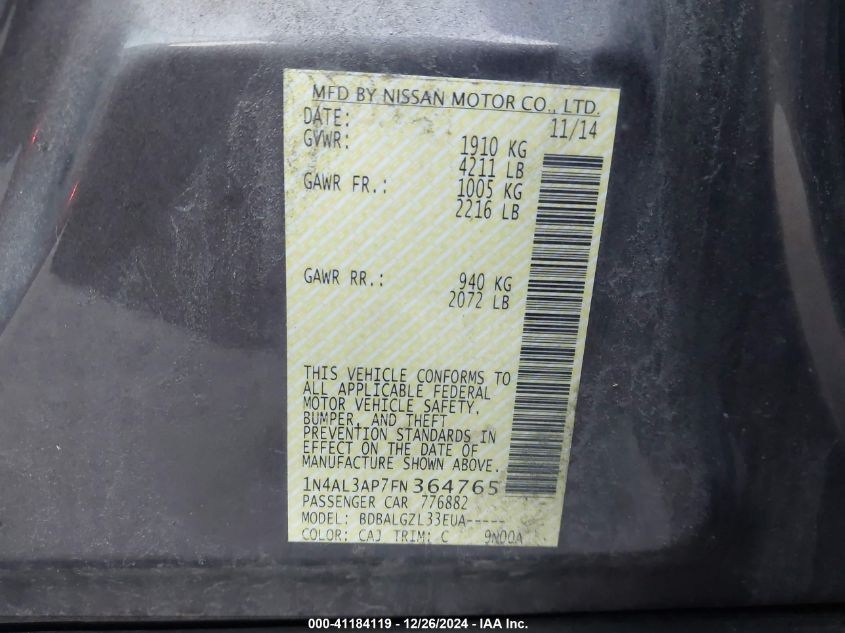 MFD BY NISSAN MOTOR CO., LTD.
DATE: 11/14
GVWR: 1910 KG
4211 LB
GAWR FR.: 1005 KG
2216 LB
GAWR RR.: 940 KG
2072 LB
THIS VEHICLE CONFORMS TO
ALL APPLICABLE FEDERAL
MOTOR VEHICLE SAFETY,
BUMPER, AND THEFT
PREVENTION STANDARDS IN
EFFECT ON THE DATE OF
MANUFACTURE SHOWN ABOVE.
1N4AL3AP7FN364765
PASSENGER CAR 776882
MODEL: BDBALGZL33EUA-----
COLOR: CAJ TRIM: C 9N00A
000-41184119 - 12/26/2024 - IAA Inc.